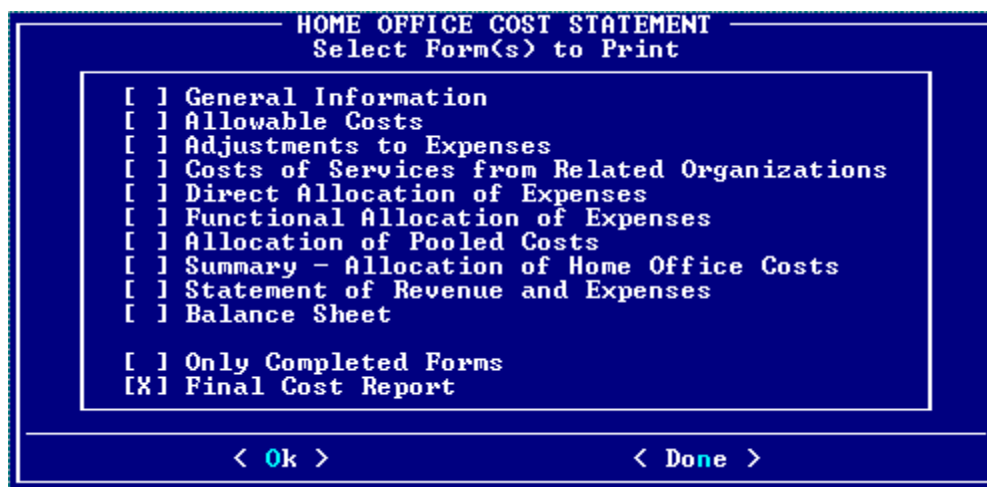 HOME OFFICE COST STATEMENT
Select Form(s) to Print
[ ] General Information
[ ] Allowable Costs
[ ] Adjustments to Expenses
[ ] Costs of Services from Related Organizations
[ ] Direct Allocation of Expenses
[ ] Functional Allocation of Expenses
[ ] Allocation of Pooled Costs
[ ] Summary - Allocation of Home Office Costs
[ ] Statement of Revenue and Expenses
[ ] Balance Sheet
[ ] Only Completed Forms
[X] Final Cost Report
< Ok > < Done >